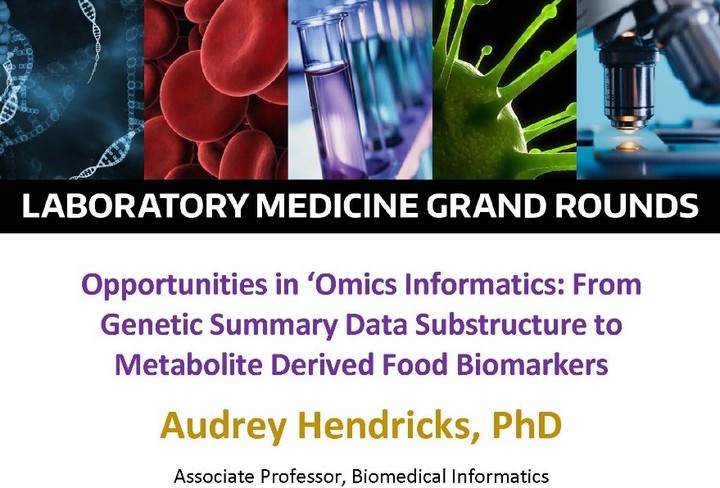 LABORATORY MEDICINE GRAND ROUNDS
Opportunities in ‘Omics Informatics: From
Genetic Summary Data Substructure to
Metabolite Derived Food Biomarkers
Audrey Hendricks, PhD
Associate Professor, Biomedical Informatics